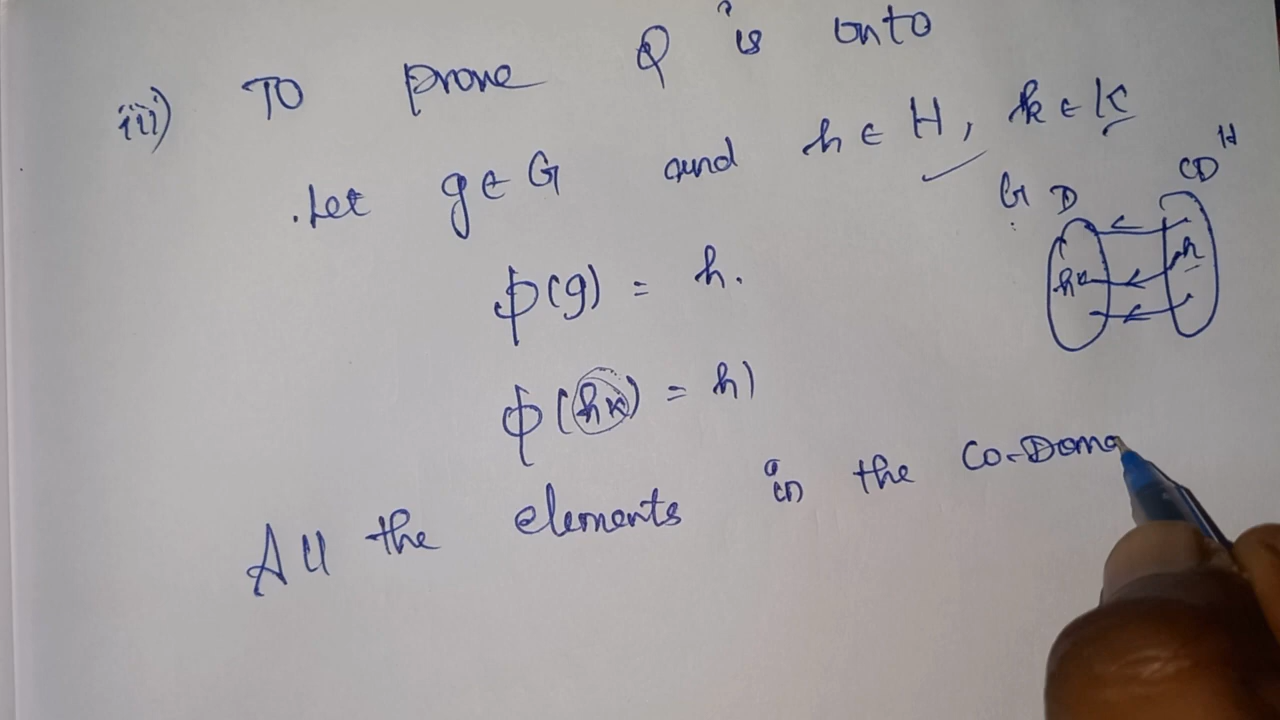 iii) To prove φ is onto
.Let g ∈ G and h ∈ H, k ∈ K
ϕ(g) = h.
ϕ(hk) = h)
G D CD H
hk h
All the elements in the Co-Doma